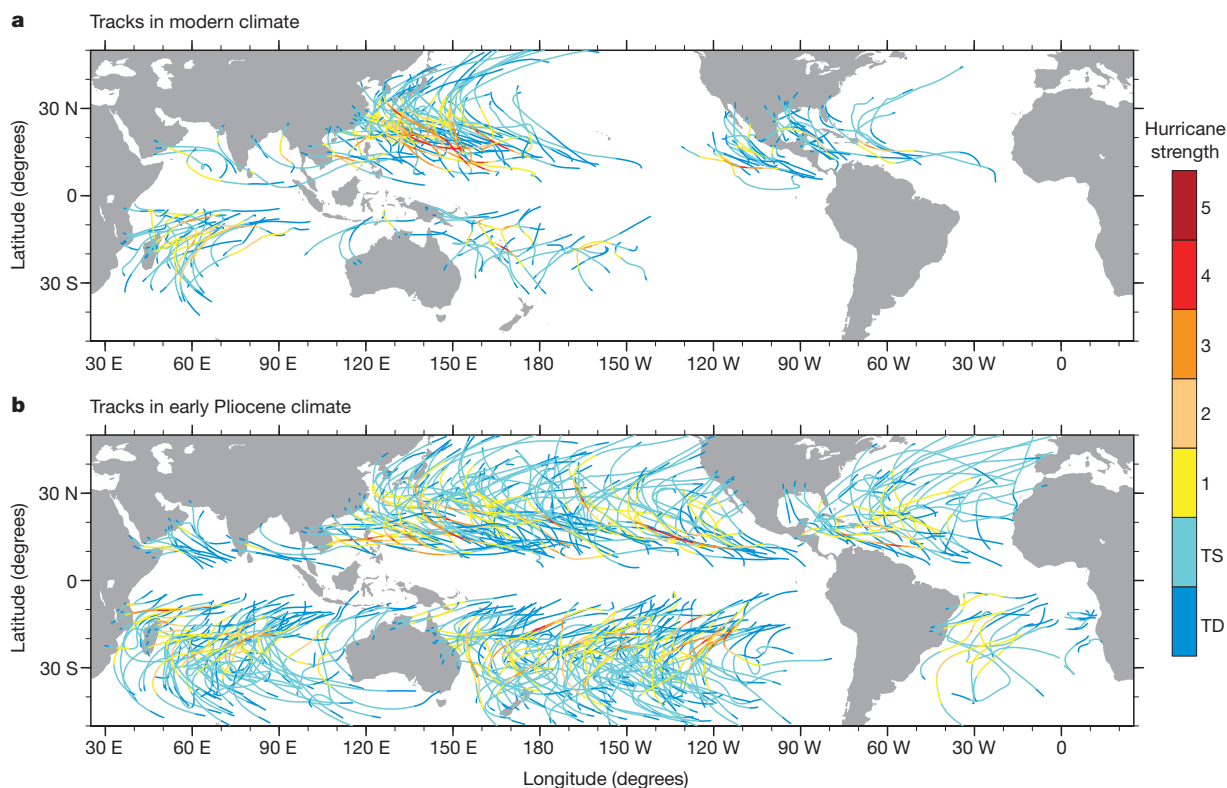 a Tracks in modern climate
Latitude (degrees)
30 N
0
30 S
30 E 60 E 90 E 120 E 150 E 180 150 W 120 W 90 W 60 W 30 W 0
Hurricane
strength
5
4
3
2
1
TS
TD
b Tracks in early Pliocene climate
Latitude (degrees)
30 N
0
30 S
30 E 60 E 90 E 120 E 150 E 180 150 W 120 W 90 W 60 W 30 W 0
Longitude (degrees)